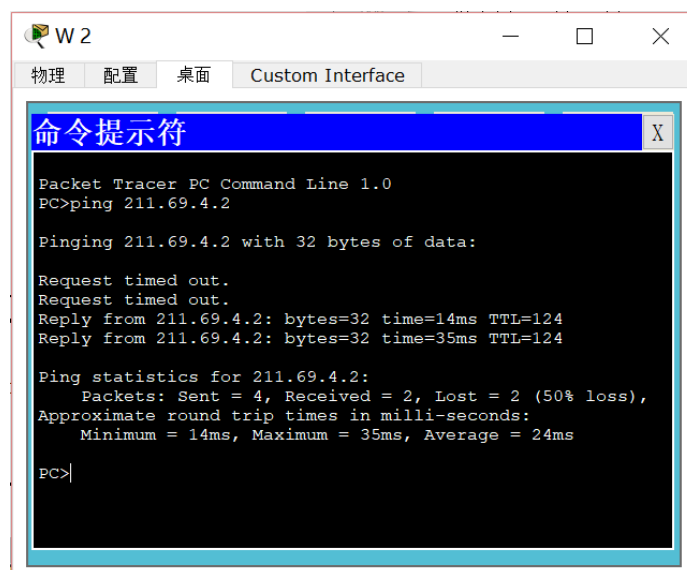 W 2
物理 配置 桌面 Custom Interface
命令提示符 X
Packet Tracer PC Command Line 1.0
PC>ping 211.69.4.2
Pinging 211.69.4.2 with 32 bytes of data:
Request timed out.
Request timed out.
Reply from 211.69.4.2: bytes=32 time=14ms TTL=124
Reply from 211.69.4.2: bytes=32 time=35ms TTL=124
Ping statistics for 211.69.4.2:
Packets: Sent = 4, Received = 2, Lost = 2 (50% loss),
Approximate round trip times in milli-seconds:
Minimum = 14ms, Maximum = 35ms, Average = 24ms
PC>